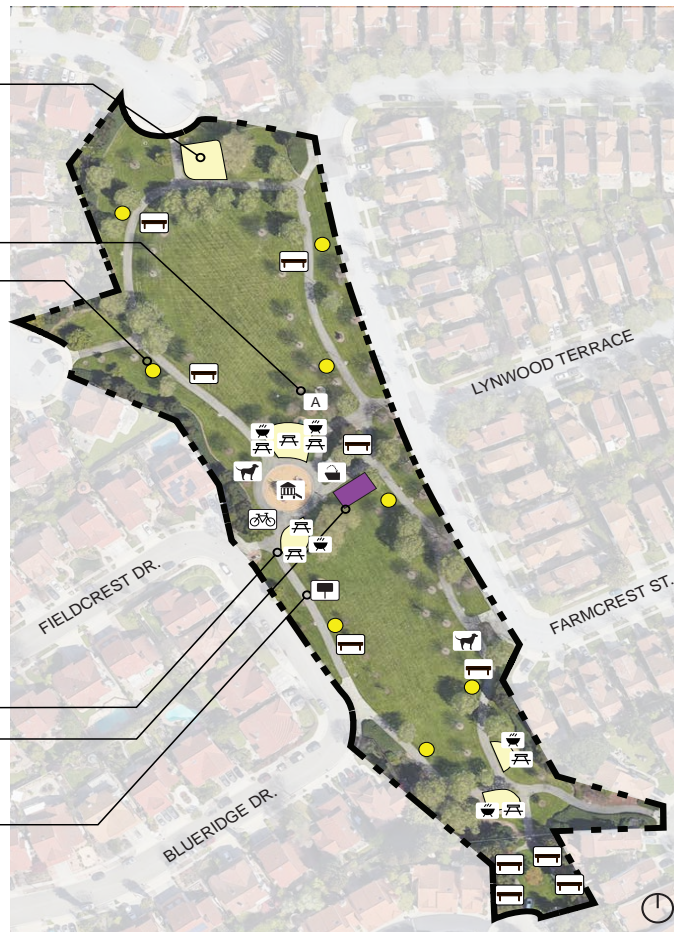 LYNWOOD TERRACE
A
FIELDCREST DR.
FARMCREST ST.
BLUERIDGE DR.